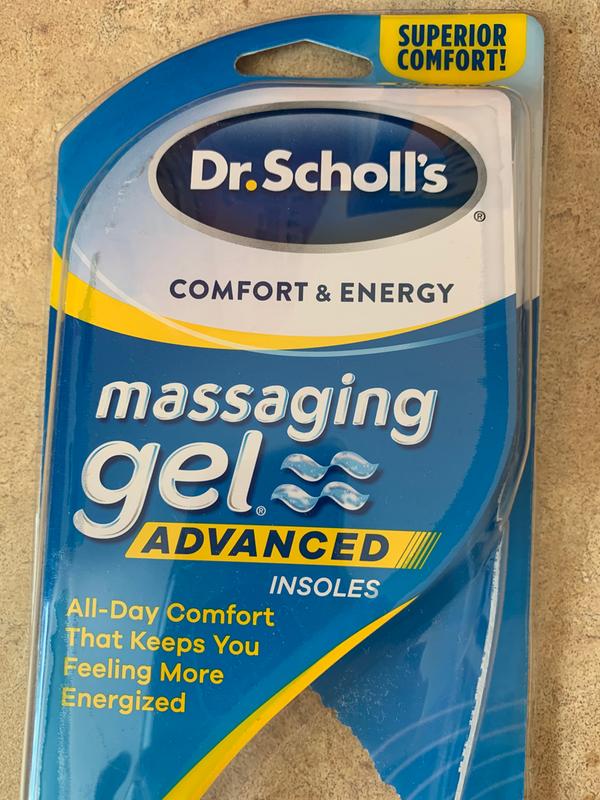 SUPERIOR
COMFORT!
Dr. Scholl's
®
COMFORT & ENERGY
massaging
gel®
ADVANCED
INSOLES
All-Day Comfort
That Keeps You
Feeling More
Energized